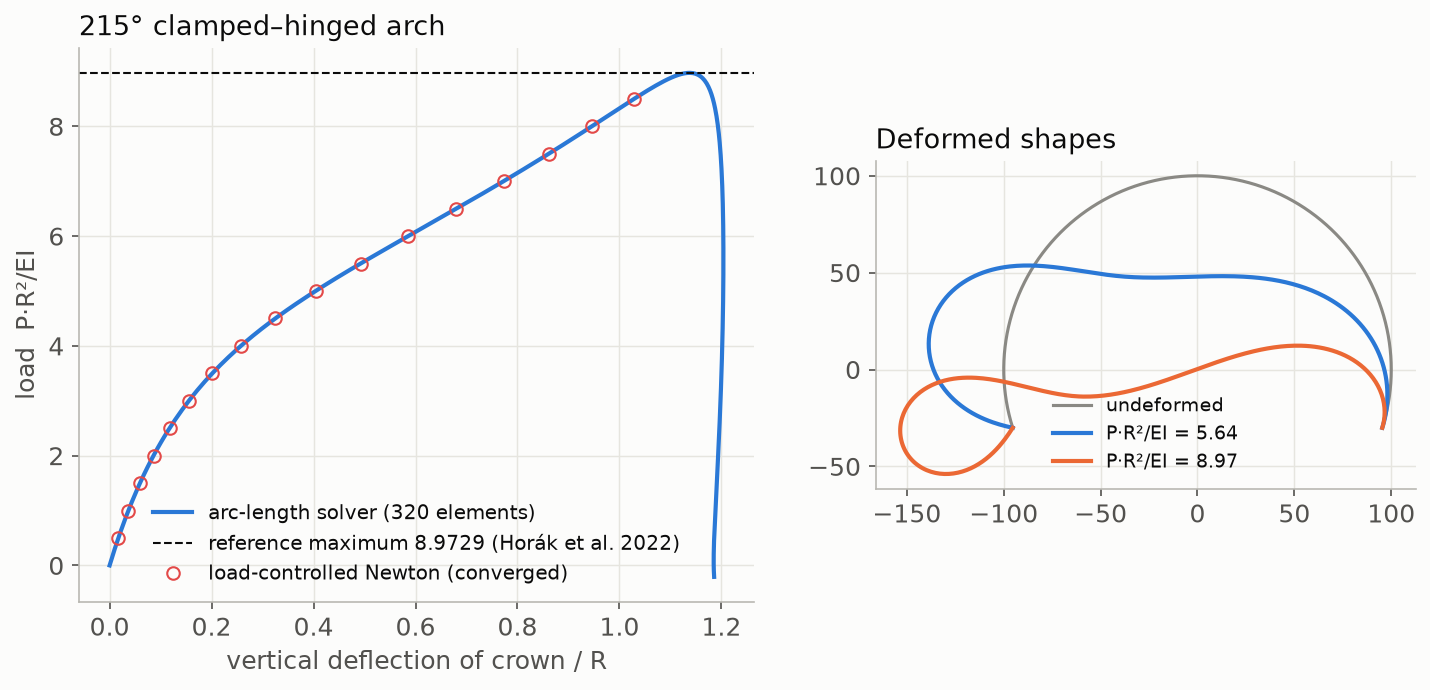 215° clamped–hinged arch
load P·R²/EI
8
6
4
2
0
arc-length solver (320 elements)
reference maximum 8.9729 (Horák et al. 2022)
load-controlled Newton (converged)
0.0 0.2 0.4 0.6 0.8 1.0 1.2
vertical deflection of crown / R
Deformed shapes
100
50
0
−50
undeformed
P·R²/EI = 5.64
P·R²/EI = 8.97
−150 −100 −50 0 50 100